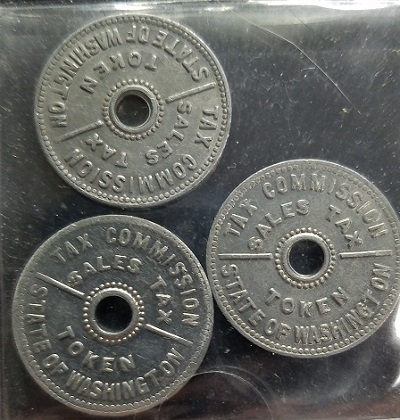 TAX COMMISSION
SALES TAX
TOKEN
STATE OF WASHINGTON
TAX COMMISSION
SALES TAX
TOKEN
STATE OF WASHINGTON
TAX COMMISSION
SALES TAX
TOKEN
STATE OF WASHINGTON